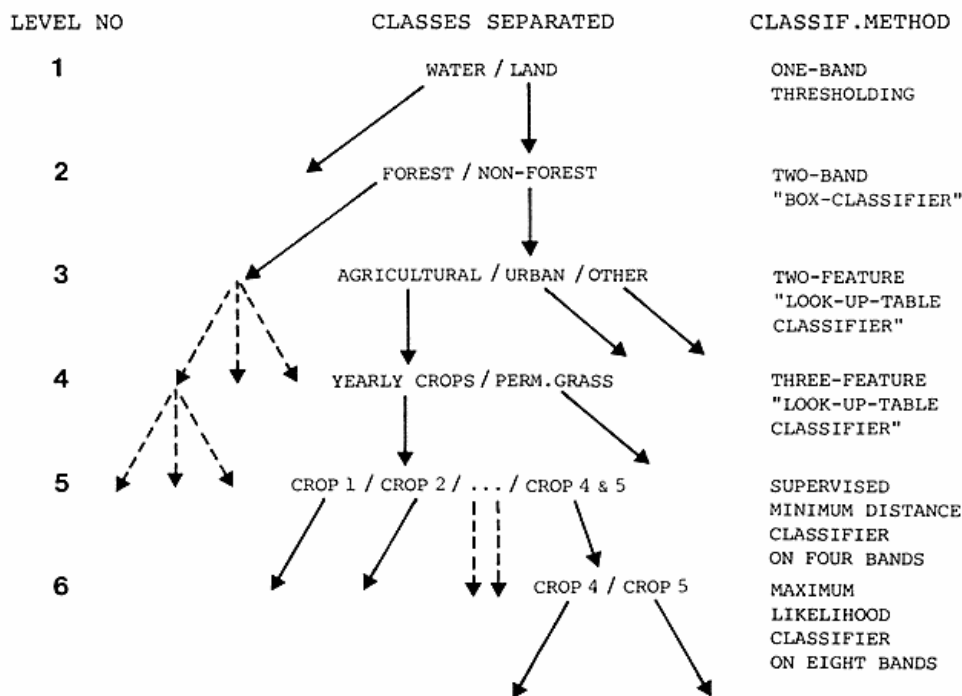 LEVEL NO CLASSES SEPARATED CLASSIF.METHOD
1 WATER / LAND ONE-BAND
THRESHOLDING
2 FOREST / NON-FOREST TWO-BAND
"BOX-CLASSIFIER"
3 AGRICULTURAL / URBAN / OTHER TWO-FEATURE
"LOOK-UP-TABLE
CLASSIFIER"
4 YEARLY CROPS / PERM.GRASS THREE-FEATURE
"LOOK-UP-TABLE
CLASSIFIER"
5 CROP 1 / CROP 2 / ... / CROP 4 & 5 SUPERVISED
MINIMUM DISTANCE
CLASSIFIER
ON FOUR BANDS
6 CROP 4 / CROP 5 MAXIMUM
LIKELIHOOD
CLASSIFIER
ON EIGHT BANDS